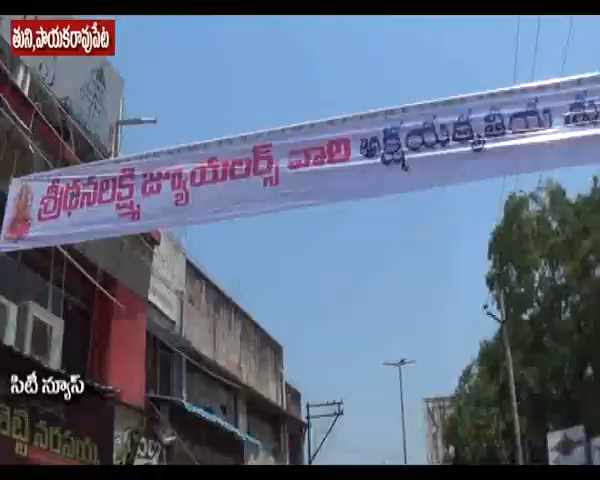 తుని,పాయకరావుపేట
శ్రీధనలక్ష్మి జ్యూయలర్స్ వారి అక్షయతృతీయ
సిటీ న్యూస్